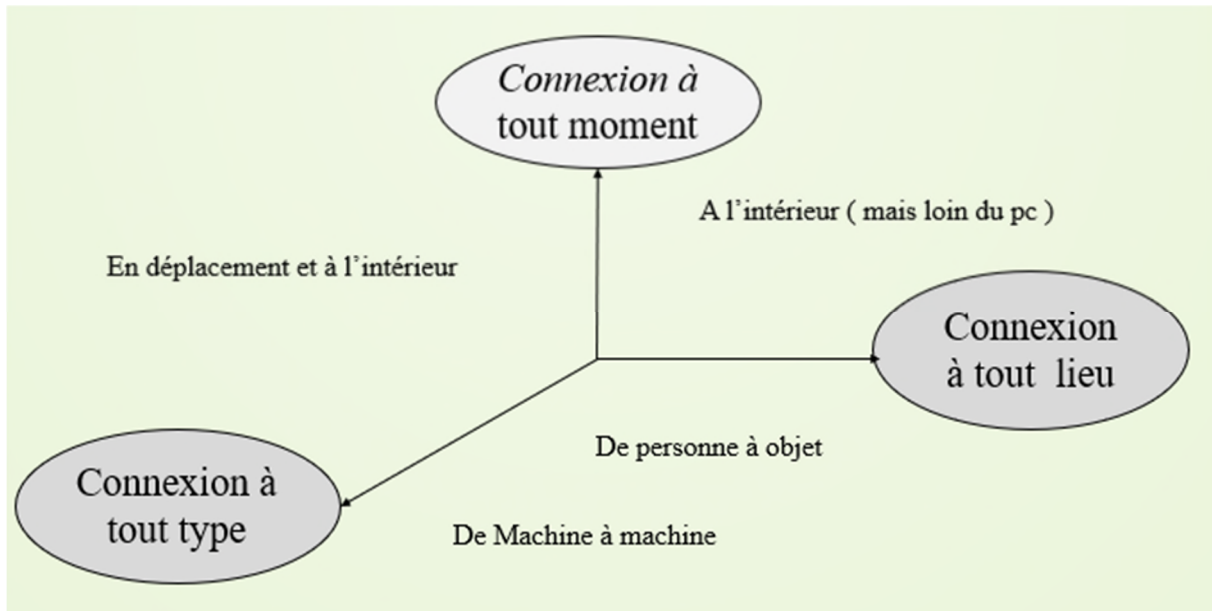 Connexion à
tout moment
A l'intérieur ( mais loin du pc )
En déplacement et à l'intérieur
Connexion
à tout lieu
De personne à objet
Connexion à
tout type
De Machine à machine